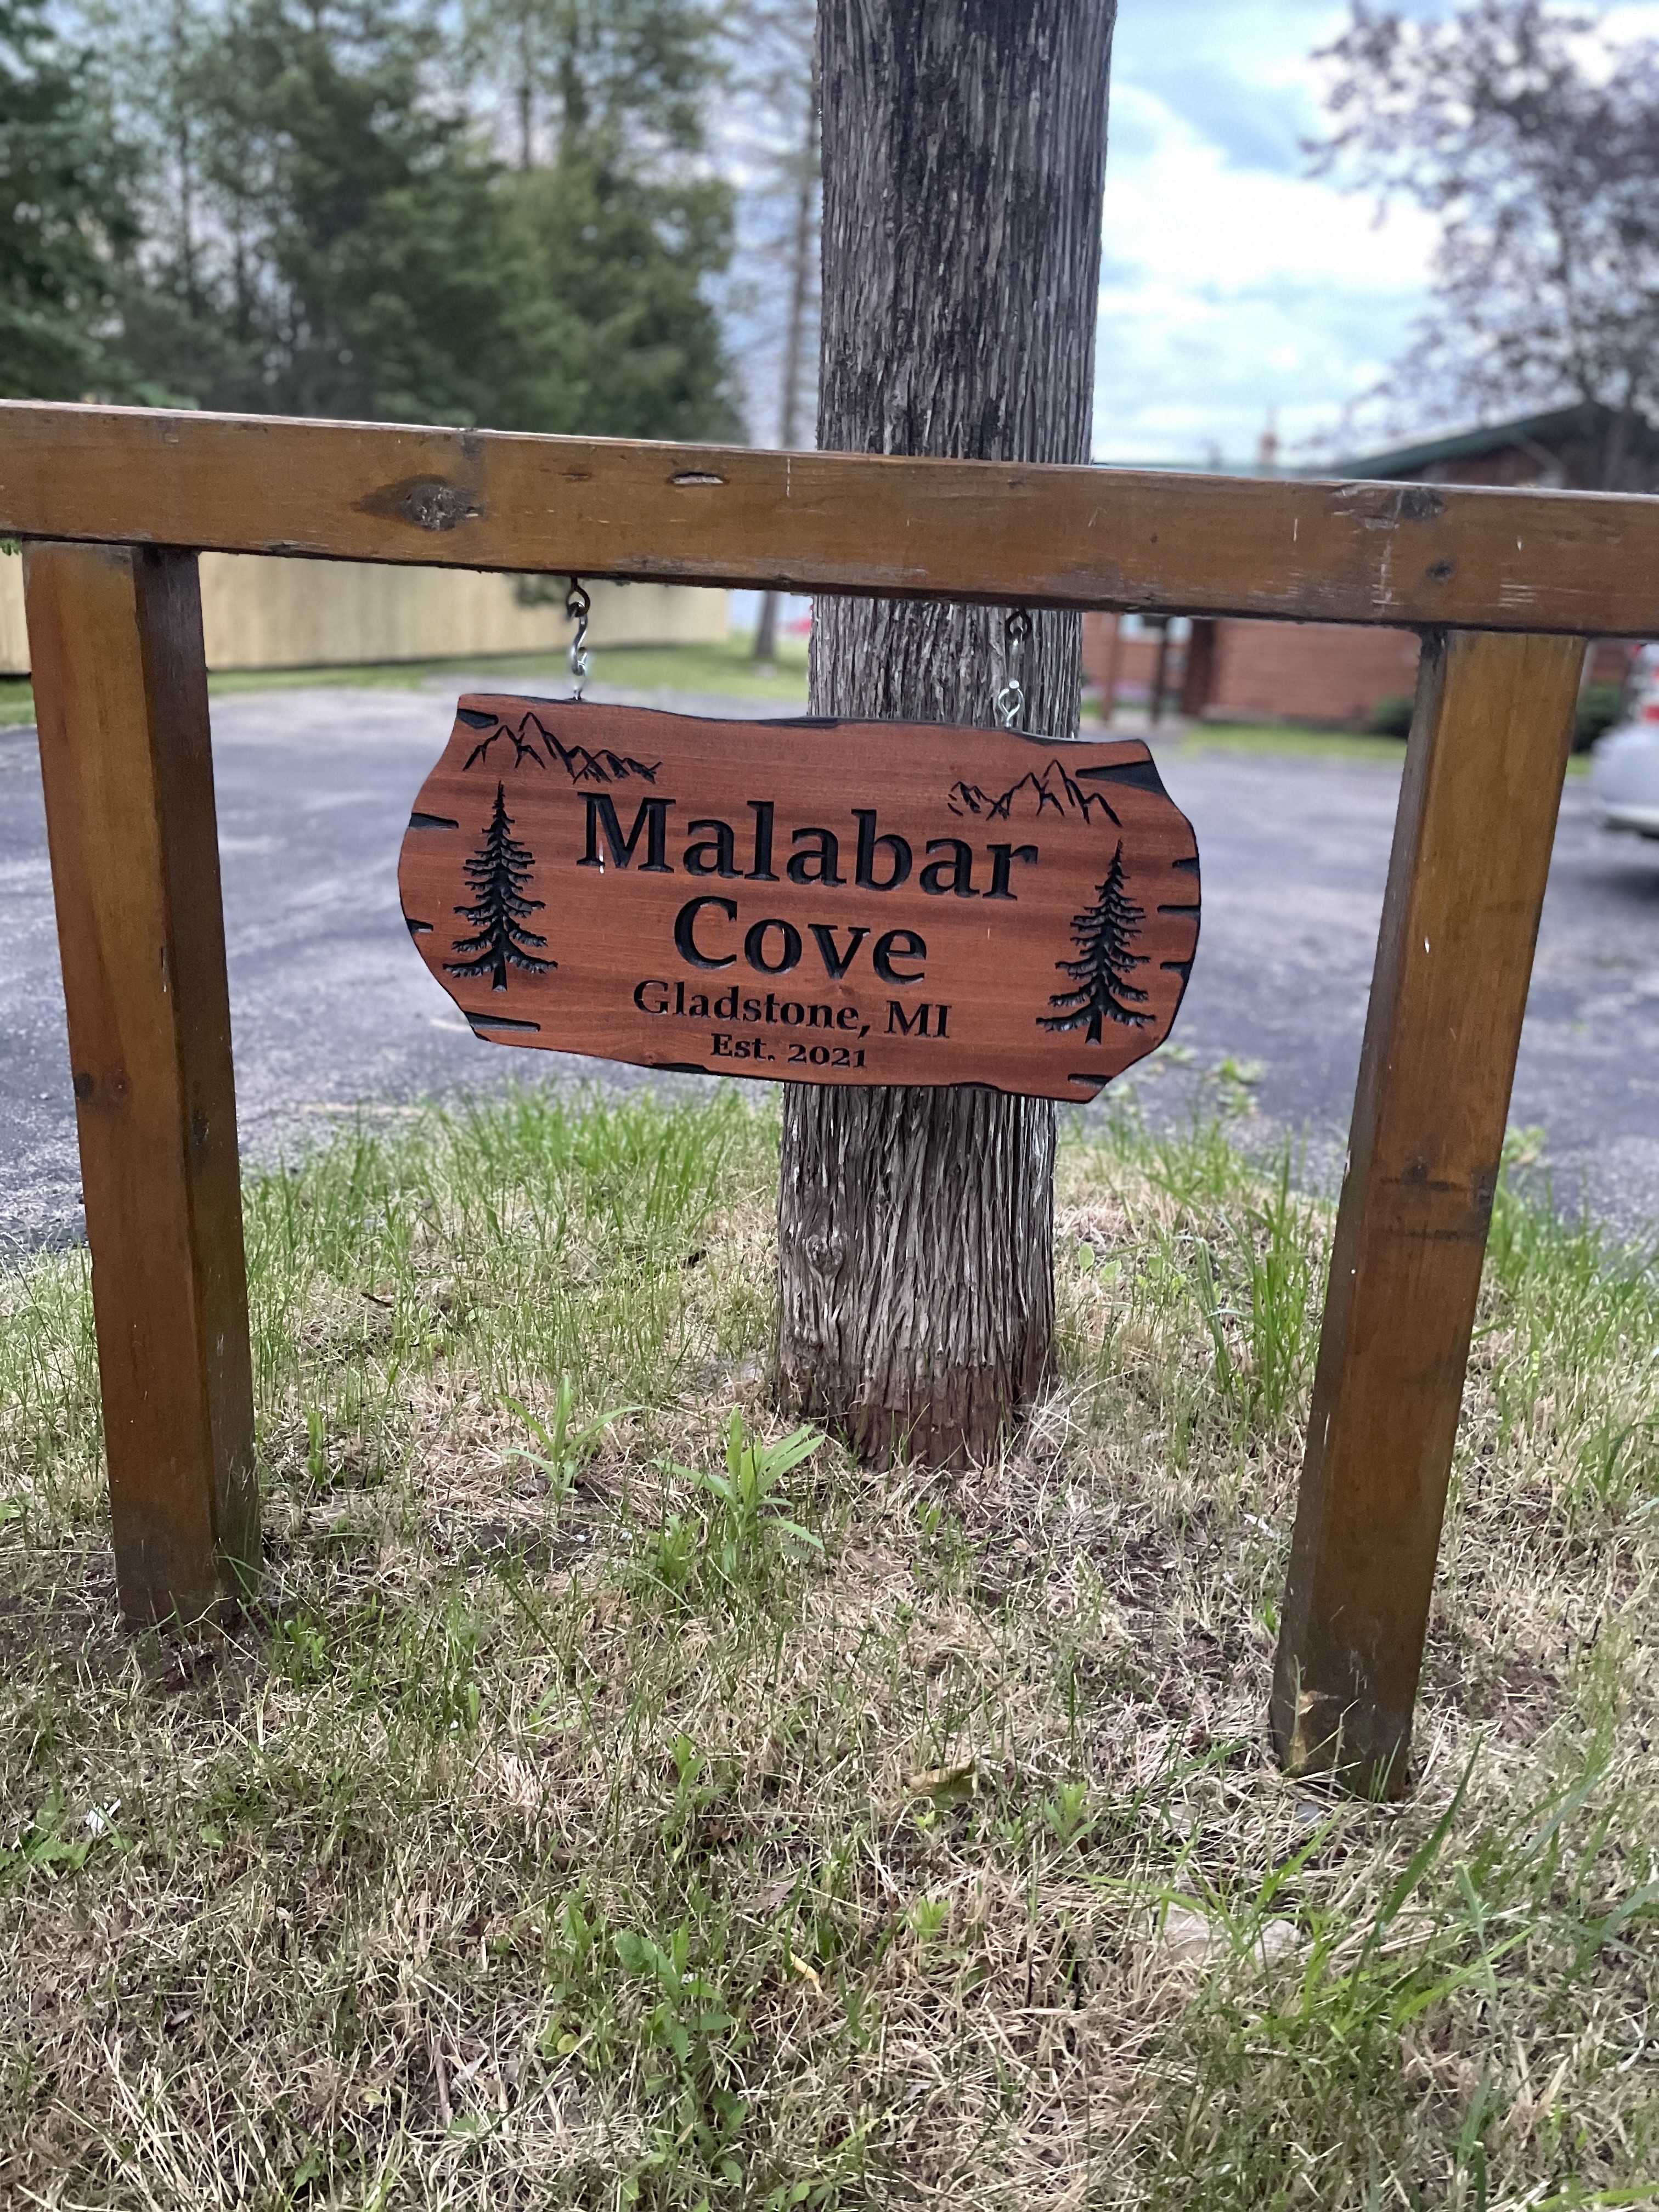 Malabar
Cove
Gladstone, MI
Est. 2021